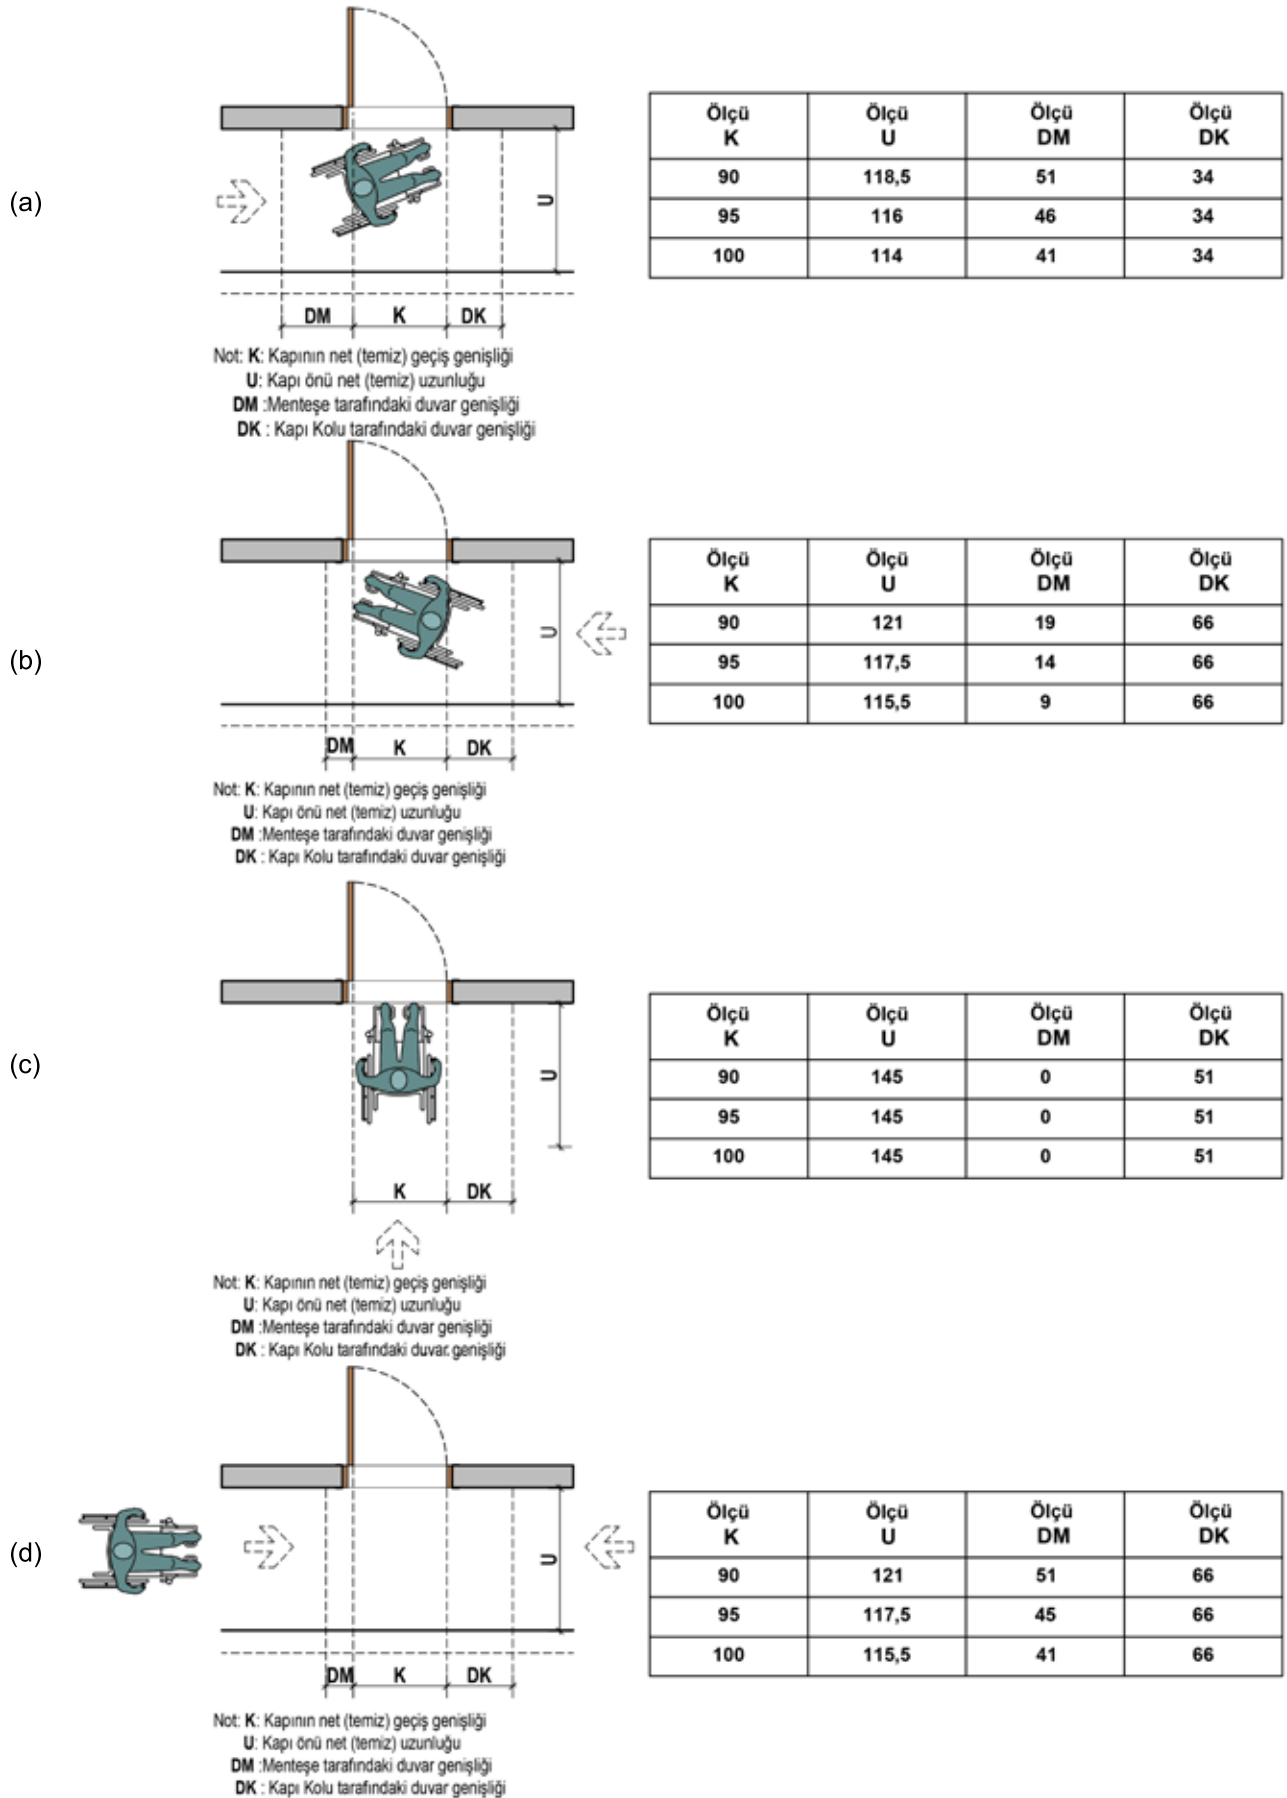 (a)
U
DM K DK
Ölçü Ölçü Ölçü Ölçü
K U DM DK
90 118,5 51 34
95 116 46 34
100 114 41 34
Not: K: Kapının net (temiz) geçiş genişliği
U: Kapı önü net (temiz) uzunluğu
DM :Menteşe tarafındaki duvar genişliği
DK : Kapı Kolu tarafındaki duvar genişliği
(b)
U
DM K DK
Ölçü Ölçü Ölçü Ölçü
K U DM DK
90 121 19 66
95 117,5 14 66
100 115,5 9 66
Not: K: Kapının net (temiz) geçiş genişliği
U: Kapı önü net (temiz) uzunluğu
DM :Menteşe tarafındaki duvar genişliği
DK : Kapı Kolu tarafındaki duvar genişliği
(c)
U
K DK
Ölçü Ölçü Ölçü Ölçü
K U DM DK
90 145 0 51
95 145 0 51
100 145 0 51
Not: K: Kapının net (temiz) geçiş genişliği
U: Kapı önü net (temiz) uzunluğu
DM :Menteşe tarafındaki duvar genişliği
DK : Kapı Kolu tarafındaki duvar genişliği
(d)
U
DM K DK
Ölçü Ölçü Ölçü Ölçü
K U DM DK
90 121 51 66
95 117,5 45 66
100 115,5 41 66
Not: K: Kapının net (temiz) geçiş genişliği
U: Kapı önü net (temiz) uzunluğu
DM :Menteşe tarafındaki duvar genişliği
DK : Kapı Kolu tarafındaki duvar genişliği